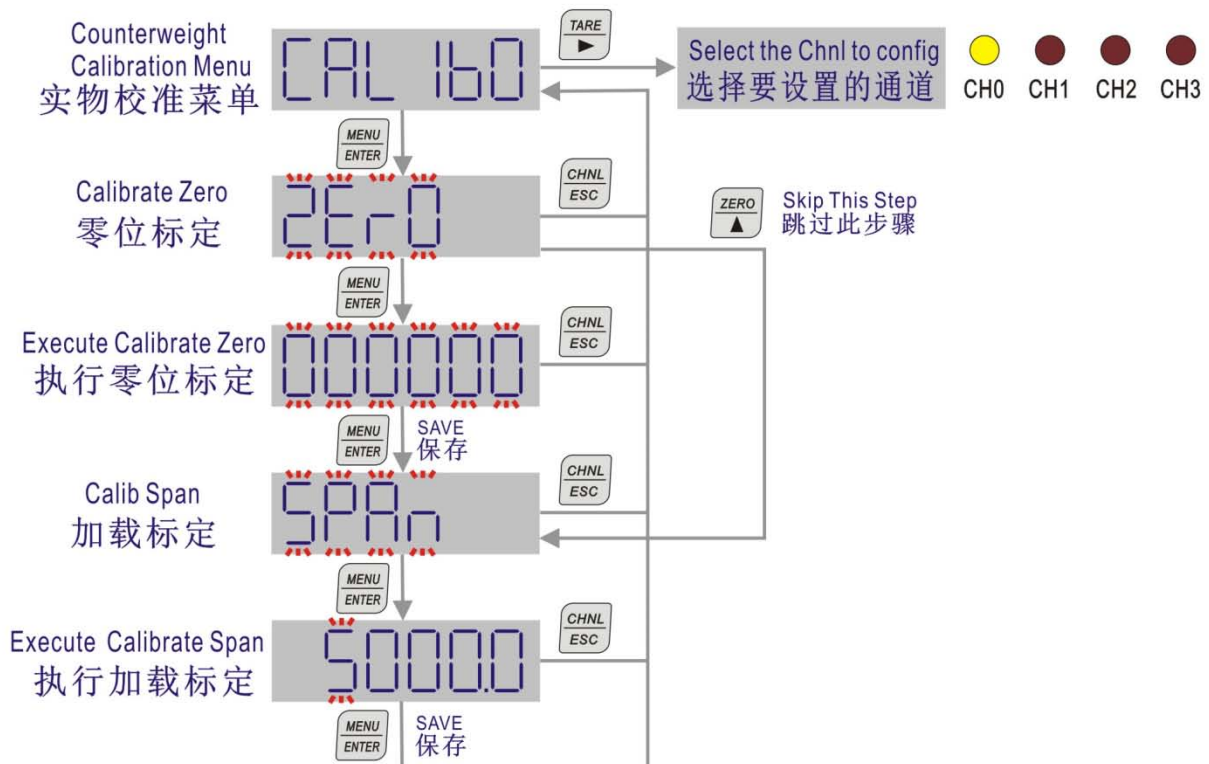 Counterweight
Calibration Menu
实物校准菜单
CAL 1b0
TARE
Select the Chnl to config
选择要设置的通道
CH0 CH1 CH2 CH3
MENU
ENTER
Calibrate Zero
零位标定
2Er0
CHNL
ESC
ZERO
Skip This Step
跳过此步骤
MENU
ENTER
Execute Calibrate Zero
执行零位标定
000000
CHNL
ESC
MENU
ENTER
SAVE
保存
Calib Span
加载标定
SPAn
CHNL
ESC
MENU
ENTER
Execute Calibrate Span
执行加载标定
5000.0
CHNL
ESC
MENU
ENTER
SAVE
保存